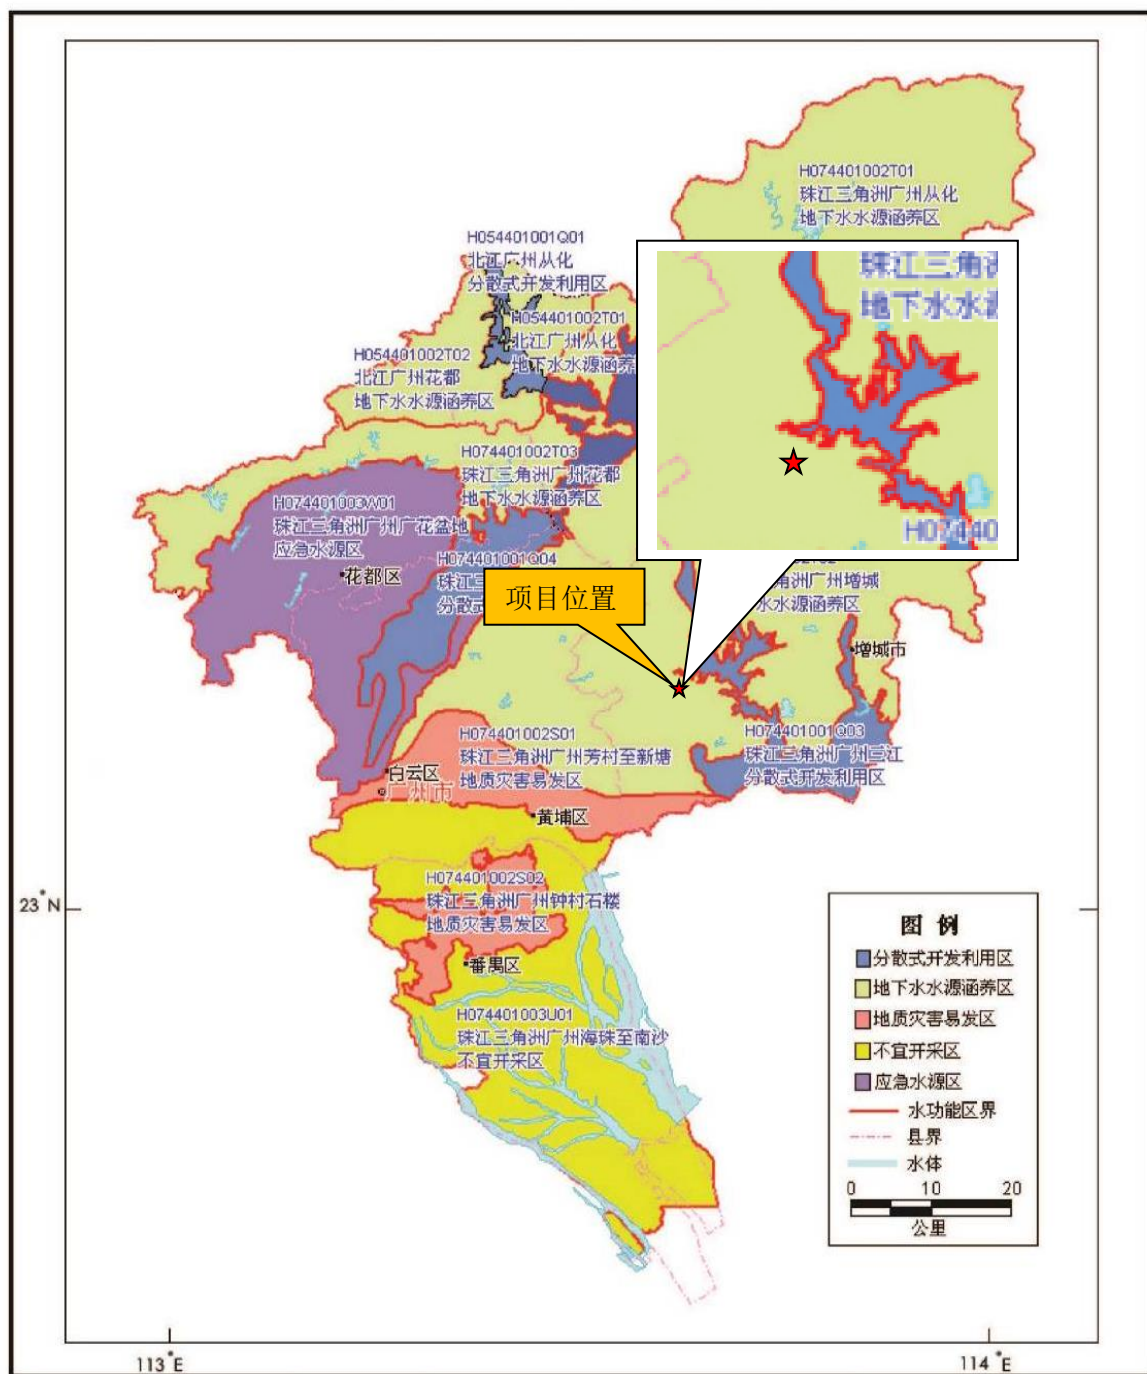 H074401002T01
珠江三角洲广州从化
地下水水源涵养区
H054401001Q01
北江广州从化
分散式开发利用区
H054401002T01
北江广州从化
地下水水源涵养
H054401002T02
北江广州花都
地下水水源涵养区
珠江三角洲
地下水水源
H07440
H074401002T03
珠江三角洲广州花都
地下水水源涵养区
H074401003W01
珠江三角洲广州广花盆地
应急水源区
花都区
H074401001Q04
珠江三
分散式
项目位置
角洲广州增城
水水源涵养区
增城市
H074401001Q03
珠江三角洲广州三江
分散式开发利用区
H074401002S01
珠江三角洲广州芳村至新塘
地质灾害易发区
白云区
广州市
黄埔区
H074401002S02
珠江三角洲广州钟村石楼
地质灾害易发区
番禺区
H074401003U01
珠江三角洲广州海珠至南沙
不宜开采区
23°N
图 例
分散式开发利用区
地下水水源涵养区
地质灾害易发区
不宜开采区
应急水源区
水功能区界
县界
水体
0 10 20
公里
113°E
114°E